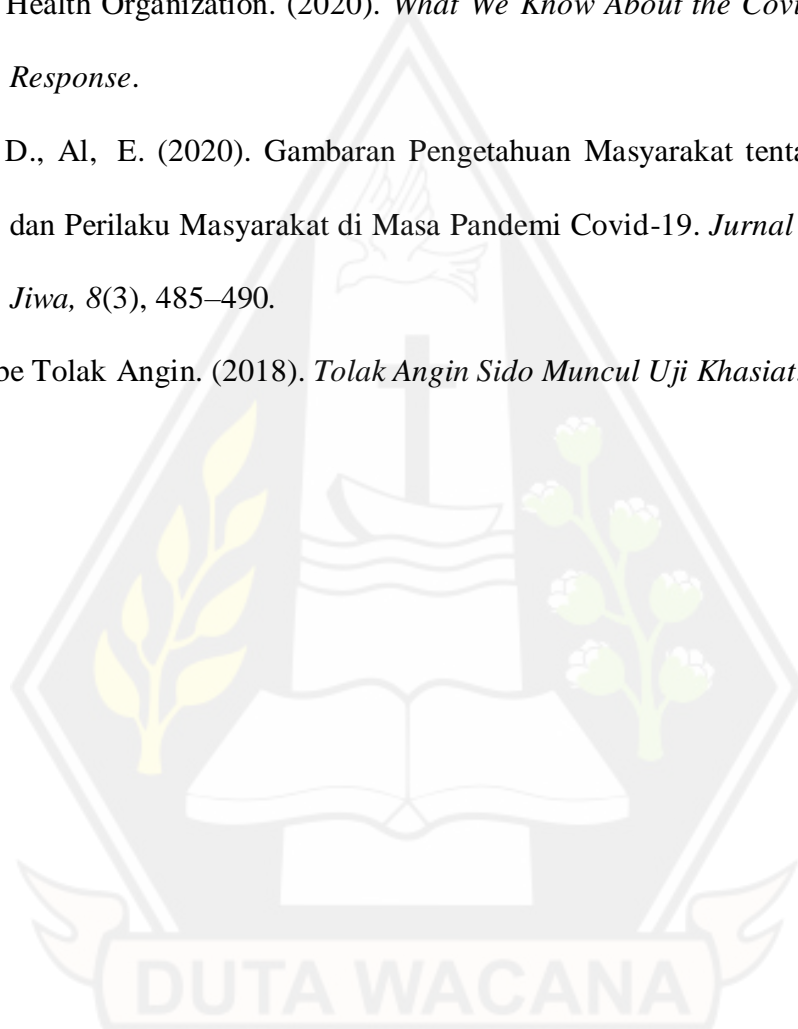 Health Organization. (2020). What We Know About the Covi
Response.
D., Al, E. (2020). Gambaran Pengetahuan Masyarakat tenta
dan Perilaku Masyarakat di Masa Pandemi Covid-19. Jurnal
Jiwa, 8(3), 485–490.
be Tolak Angin. (2018). Tolak Angin Sido Muncul Uji Khasiat.
DUTA WACANA